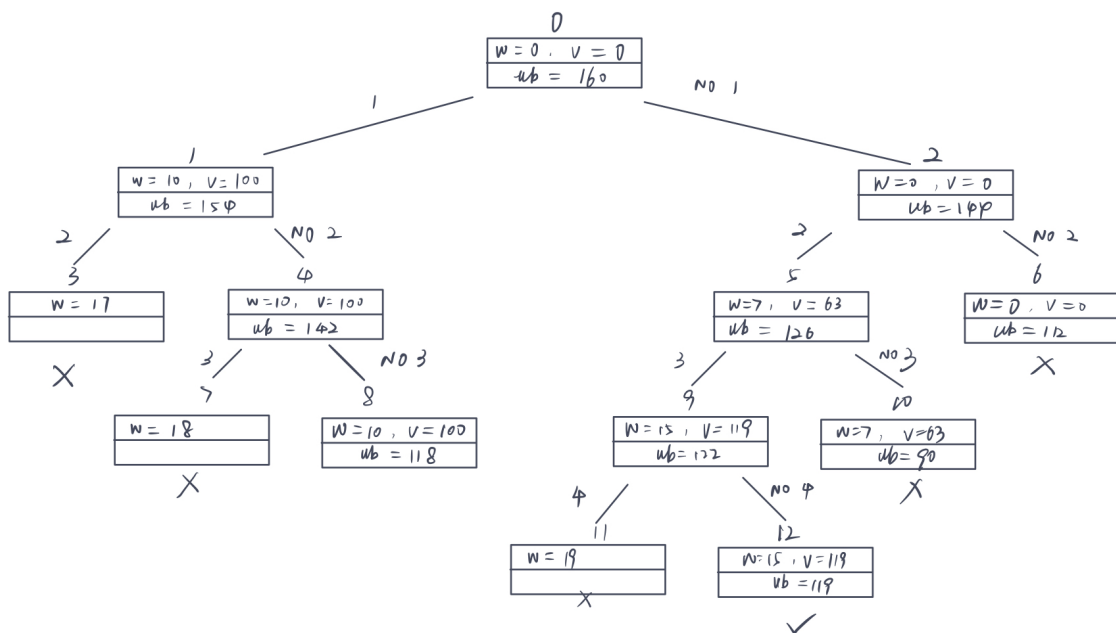 0
W=0, V=0
ub = 160
1
NO 1
1
W=10, V=100
ub = 154
2
W=0, V=0
ub=144
2
NO 2
2
NO 2
3
W=17
X
4
W=10, V=100
ub=142
5
W=7, V=63
ub=126
6
W=0, V=0
ub=112
X
3
NO 3
3
NO 3
7
W=18
X
8
W=10, V=100
ub=118
9
W=15, V=119
ub=122
10
W=7, V=63
ub=90
X
4
NO 4
11
W=19
X
12
W=15, V=119
ub=119
✓